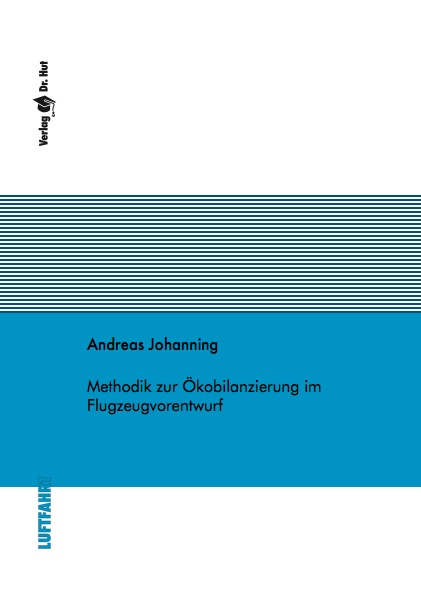 Verlag Dr. Hut
Andreas Johanning
Methodik zur Ökobilanzierung im
Flugzeugvorentwurf
LUFTFAHRT